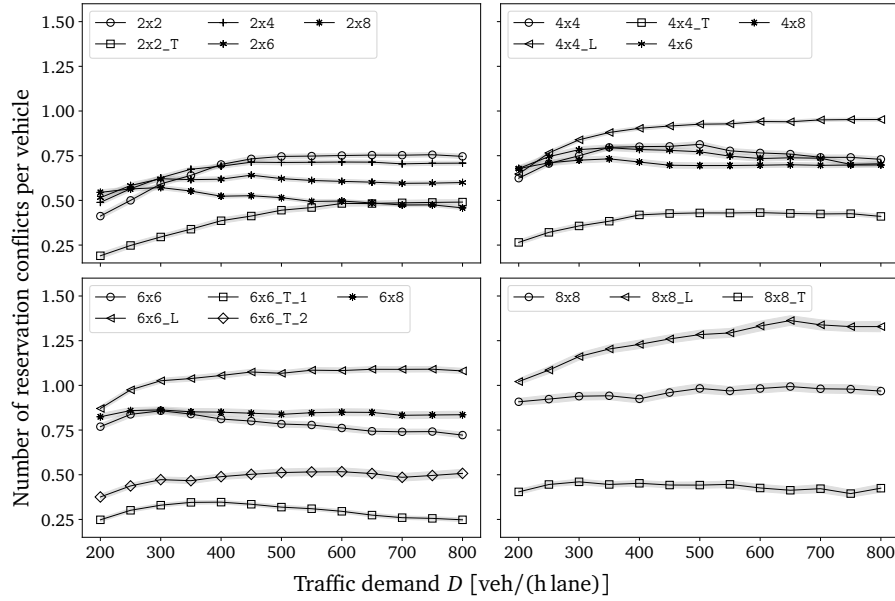 Number of reservation conflicts per vehicle
1.50
1.25
1.00
0.75
0.50
0.25
2x2
2x2_T
2x4
2x6
2x8
4x4
4x4_L
4x4_T
4x6
4x8
1.50
1.25
1.00
0.75
0.50
0.25
6x6
6x6_L
6x6_T_1
6x6_T_2
6x8
8x8
8x8_L
8x8_T
200 300 400 500 600 700 800
200 300 400 500 600 700 800
Traffic demand D [veh/(h lane)]